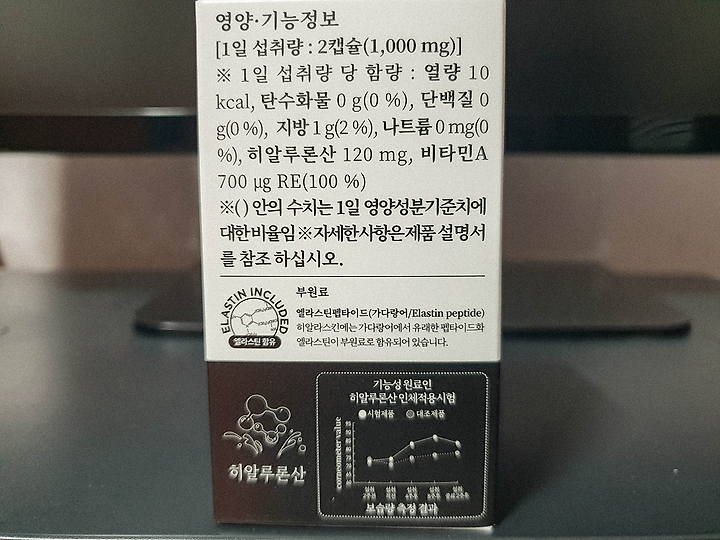 영양·기능정보
[1일 섭취량 : 2캡슐(1,000 mg)]
※ 1일 섭취량 당 함량 : 열량 10
kcal, 탄수화물 0 g(0 %), 단백질 0
g(0 %), 지방 1 g(2 %), 나트륨 0 mg(0
%), 히알루론산 120 mg, 비타민A
700 µg RE(100 %)
※( ) 안의 수치는 1일 영양성분기준치에
대한 비율임 ※자세한 사항은 제품 설명서
를 참조 하십시오.
ELASTIN INCLUDED
엘라스틴 함유
부원료
엘라스틴펩타이드(가다랑어/Elastin peptide)
히알라스킨에는 가다랑어에서 유래한 펩타이드화
엘라스틴이 부원료로 함유되어 있습니다.
히알루론산
기능성 원료인
히알루론산 인체적용시험
시험제품 대조제품
corneometer value
보습량 측정 결과